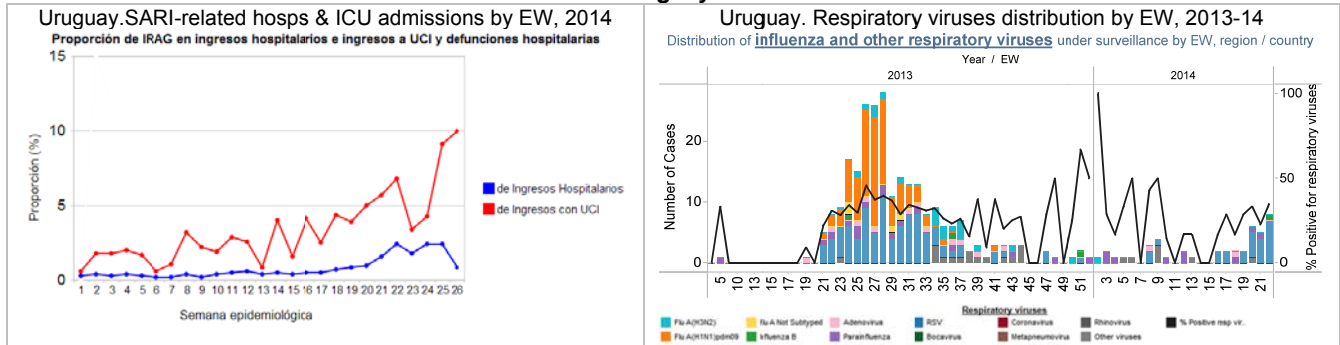 Uruguay.SARI-related hosps & ICU admissions by EW, 2014
Proporción de IRAG en ingresos hospitalarios e ingresos a UCI y defunciones hospitalarias
15
10
5
0
Proporción (%)
1 2 3 4 5 6 7 8 9 10 11 12 13 14 15 16 17 18 19 20 21 22 23 24 25 26
Semana epidemiológica
de Ingresos Hospitalarios
de Ingresos con UCI
Uruguay. Respiratory viruses distribution by EW, 2013-14
Distribution of influenza and other respiratory viruses under surveillance by EW, region / country
Year / EW
2013 2014
Number of Cases
20
10
0
100
50
0
% Positive for respiratory viruses
5 10 13 15 17 19 21 23 25 27 29 31 33 35 37 39 41 43 45 47 49 51 3 5 7 9 11 13 15 17 19 21
Respiratory viruses
Flu A(H3N2) flu A Not Subtyped Adenovirus RSV Coronavirus Rhinovirus % Positive resp vir..
Flu A(H1N1)pdm09 Influenza B Parainfluenza Bocavirus Metapneumovirus Other viruses